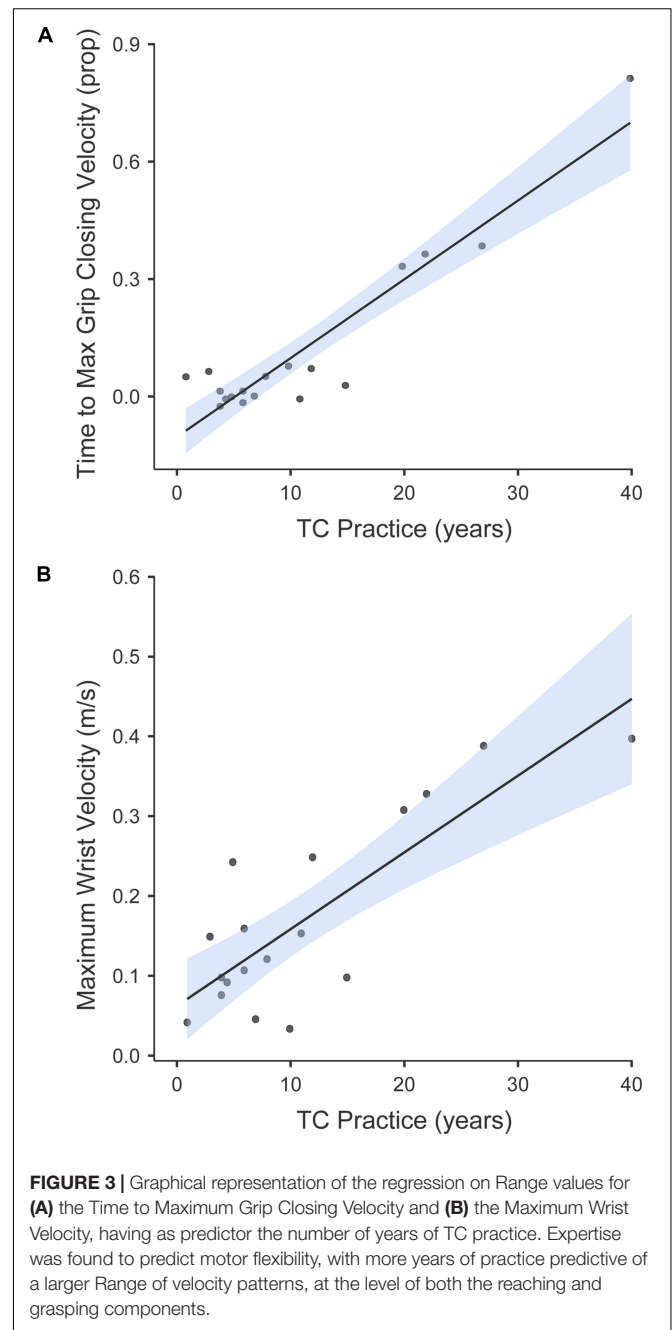 A
Time to Max Grip Closing Velocity (prop)
0.9
0.6
0.3
0.0
0
10
20
30
40
TC Practice (years)
B
Maximum Wrist Velocity (m/s)
0.6
0.5
0.4
0.3
0.2
0.1
0.0
0
10
20
30
40
TC Practice (years)
FIGURE 3 | Graphical representation of the regression on Range values for
(A) the Time to Maximum Grip Closing Velocity and (B) the Maximum Wrist
Velocity, having as predictor the number of years of TC practice. Expertise
was found to predict motor flexibility, with more years of practice predictive of
a larger Range of velocity patterns, at the level of both the reaching and
grasping components.